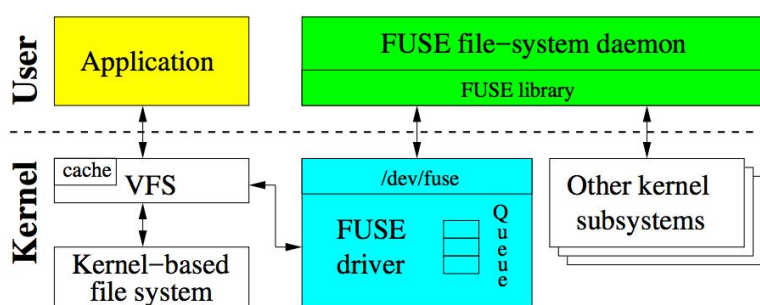 User
Application
FUSE file−system daemon
FUSE library
Kernel
cache
VFS
Kernel−based
file system
/dev/fuse
FUSE
driver
Queue
Other kernel
subsystems